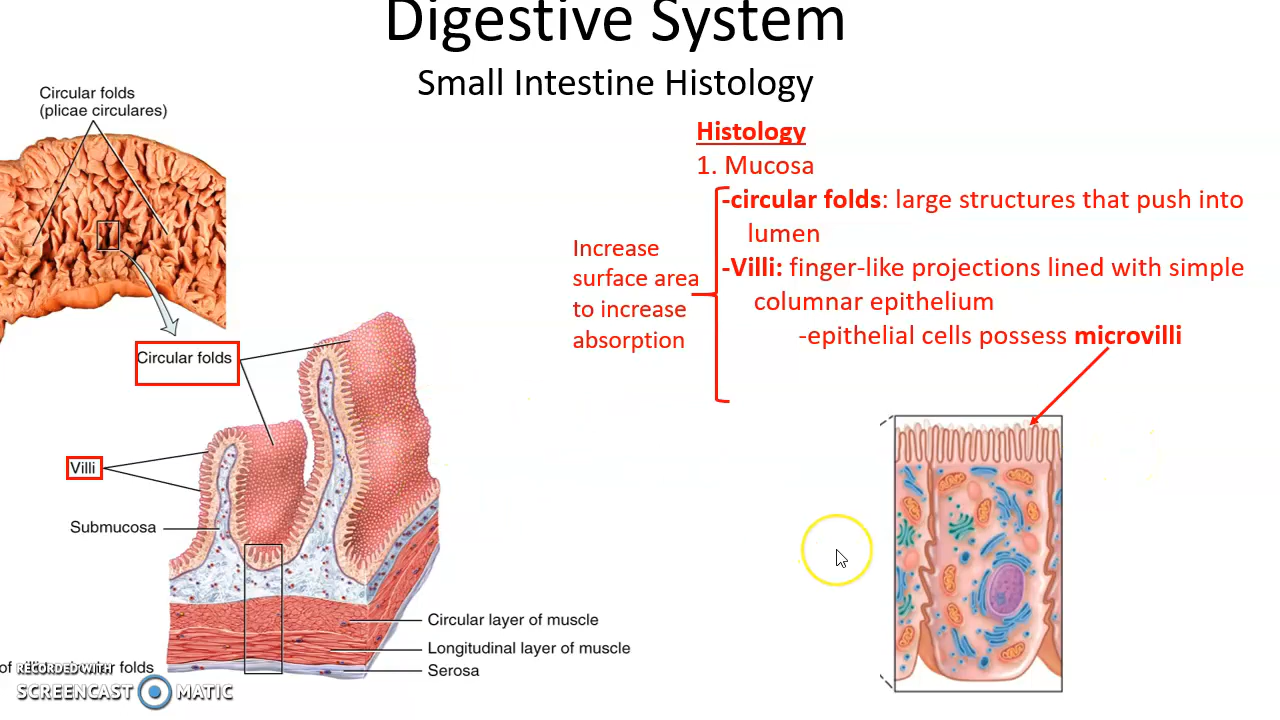 Digestive System
Small Intestine Histology
Circular folds
(plicae circulares)
Histology
1. Mucosa
-circular folds: large structures that push into
lumen
-Villi: finger-like projections lined with simple
columnar epithelium
-epithelial cells possess microvilli
Increase
surface area
to increase
absorption
Circular folds
Villi
Submucosa
Circular layer of muscle
Longitudinal layer of muscle
Serosa
of folds
RECORDED WITH
SCREENCAST MATIC